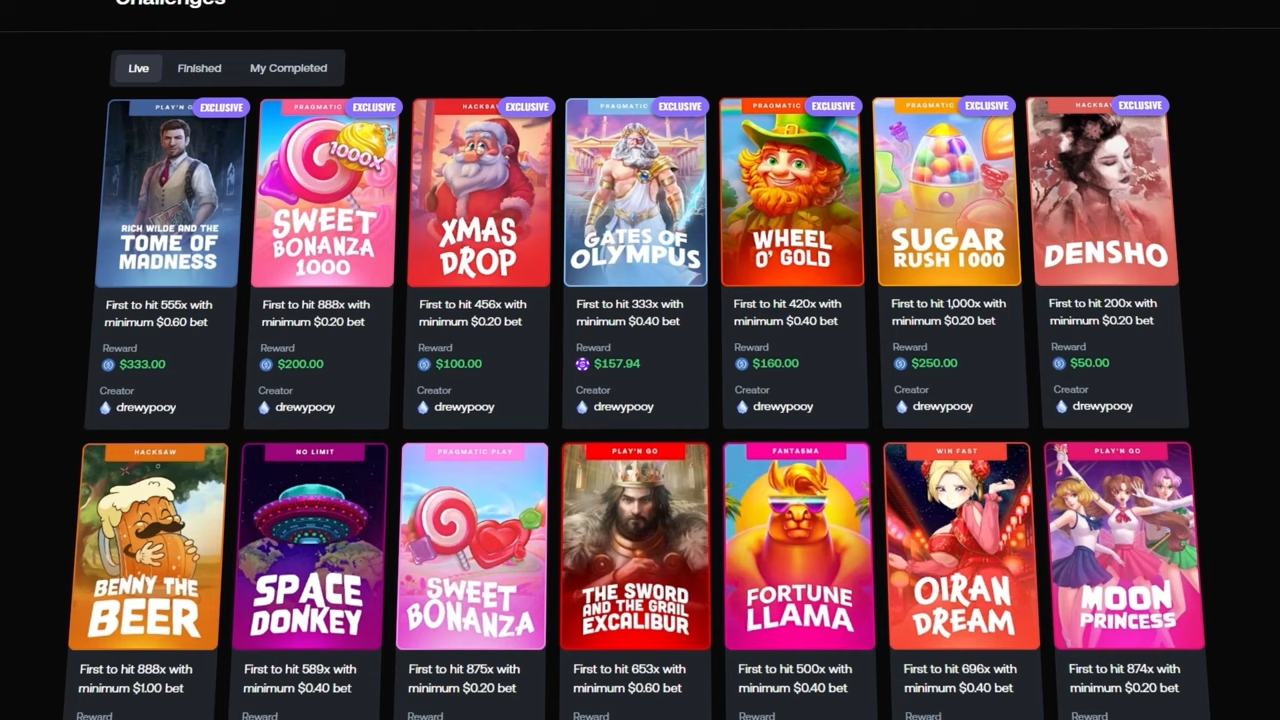 Challenges
Live Finished My Completed
PLAY'N G EXCLUSIVE
RICH WILDE AND THE
TOME OF
MADNESS
First to hit 555x with
minimum $0.60 bet
Reward
$333.00
Creator
drewypooy
PRAGMATIC EXCLUSIVE
1000X
SWEET
BONANZA
1000
First to hit 888x with
minimum $0.20 bet
Reward
$200.00
Creator
drewypooy
HACKSAW EXCLUSIVE
XMAS
DROP
First to hit 456x with
minimum $0.20 bet
Reward
$100.00
Creator
drewypooy
PRAGMATIC EXCLUSIVE
GATES OF
OLYMPUS
First to hit 333x with
minimum $0.40 bet
Reward
$157.94
Creator
drewypooy
PRAGMATIC EXCLUSIVE
WHEEL
O' GOLD
First to hit 420x with
minimum $0.40 bet
Reward
$160.00
Creator
drewypooy
PRAGMATIC EXCLUSIVE
SUGAR
RUSH 1000
First to hit 1,000x with
minimum $0.20 bet
Reward
$250.00
Creator
drewypooy
HACKSAW EXCLUSIVE
DENSHO
First to hit 200x with
minimum $0.20 bet
Reward
$50.00
Creator
drewypooy
HACKSAW
BENNY THE
BEER
First to hit 888x with
minimum $1.00 bet
Reward
NO LIMIT
SPACE
DONKEY
First to hit 589x with
minimum $0.40 bet
Reward
PRAGMATIC PLAY
SWEET
BONANZA
First to hit 875x with
minimum $0.20 bet
Reward
PLAY'N GO
THE SWORD
AND THE GRAIL
EXCALIBUR
First to hit 653x with
minimum $0.60 bet
Reward
FANTASMA
FORTUNE
LLAMA
First to hit 500x with
minimum $0.40 bet
Reward
WIN FAST
OIRAN
DREAM
First to hit 696x with
minimum $0.40 bet
Reward
PLAY'N GO
MOON
PRINCESS
First to hit 874x with
minimum $0.20 bet
Reward